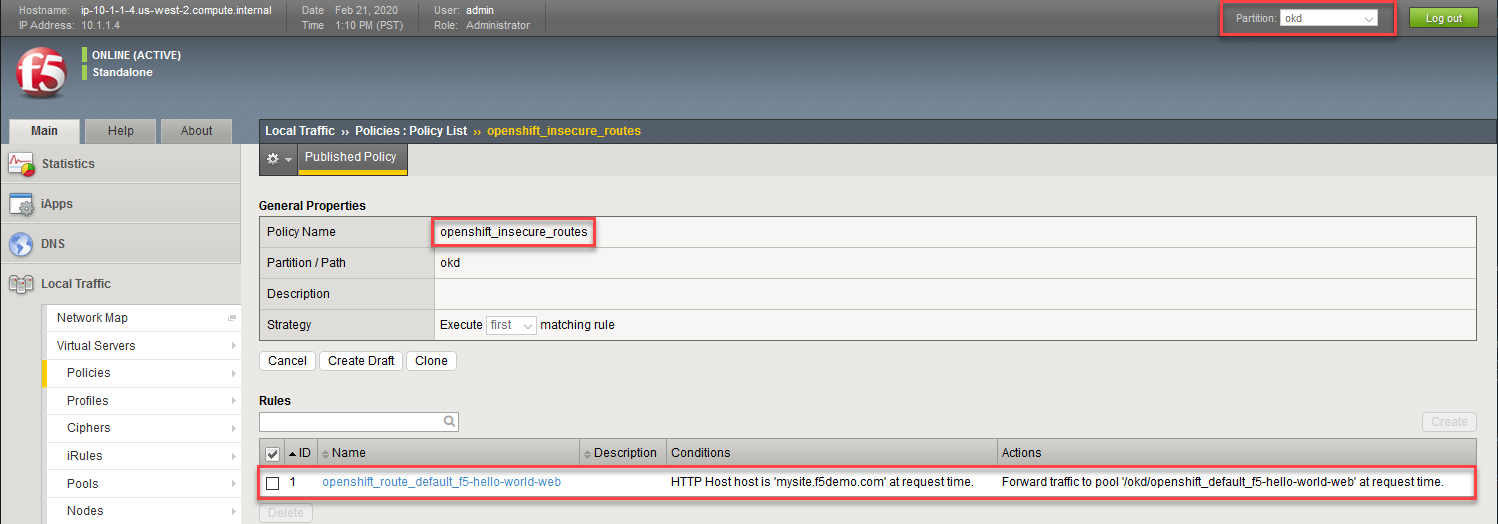 Hostname: ip-10-1-1-4.us-west-2.compute.internal Date Feb 21, 2020 User: admin Partition: okd Log out
IP Address: 10.1.1.4 Time 1:10 PM (PST) Role: Administrator
f5
ONLINE (ACTIVE)
Standalone
Main Help About
Local Traffic ›› Policies : Policy List ›› openshift_insecure_routes
Published Policy
Statistics
iApps
DNS
Local Traffic
Network Map
Virtual Servers
Policies
Profiles
Ciphers
iRules
Pools
Nodes
General Properties
Policy Name openshift_insecure_routes
Partition / Path okd
Description
Strategy Execute first matching rule
Cancel Create Draft Clone
Rules
Create
ID Name Description Conditions Actions
1 openshift_route_default_f5-hello-world-web HTTP Host host is 'mysite.f5demo.com' at request time. Forward traffic to pool '/okd/openshift_default_f5-hello-world-web' at request time.
Delete